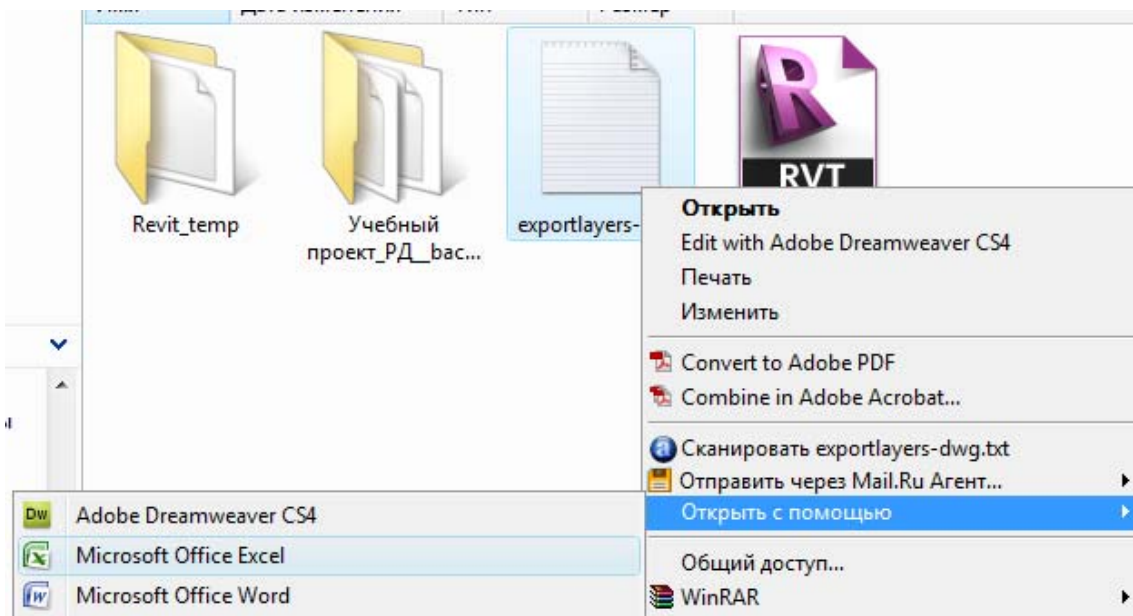 RVT
Revit_temp
Учебный
проект_РД__bac...
exportlayers-
Открыть
Edit with Adobe Dreamweaver CS4
Печать
Изменить
Convert to Adobe PDF
Combine in Adobe Acrobat...
Сканировать exportlayers-dwg.txt
Отправить через Mail.Ru Агент...
Открыть с помощью
Общий доступ...
WinRAR
Dw Adobe Dreamweaver CS4
Microsoft Office Excel
Microsoft Office Word